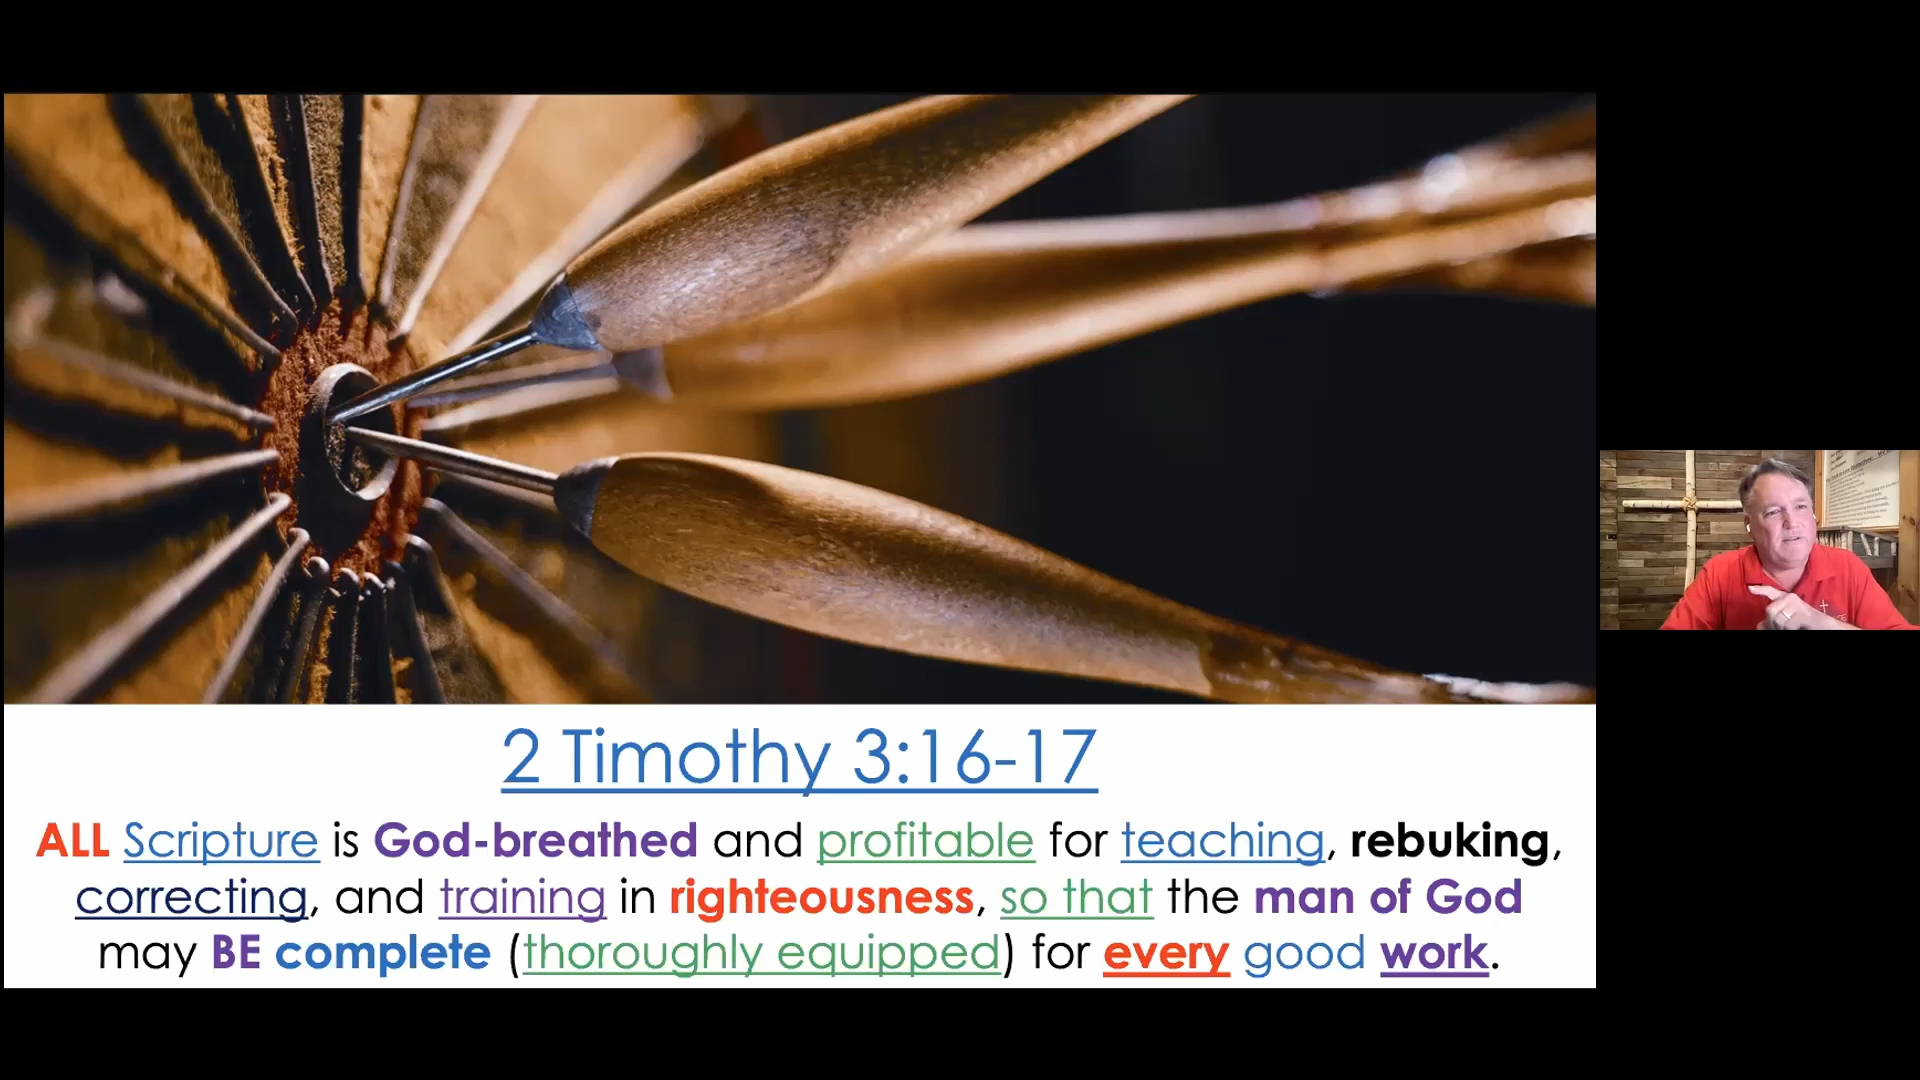 2 Timothy 3:16-17
ALL Scripture is God-breathed and profitable for teaching, rebuking,
correcting, and training in righteousness, so that the man of God
may BE complete (thoroughly equipped) for every good work.